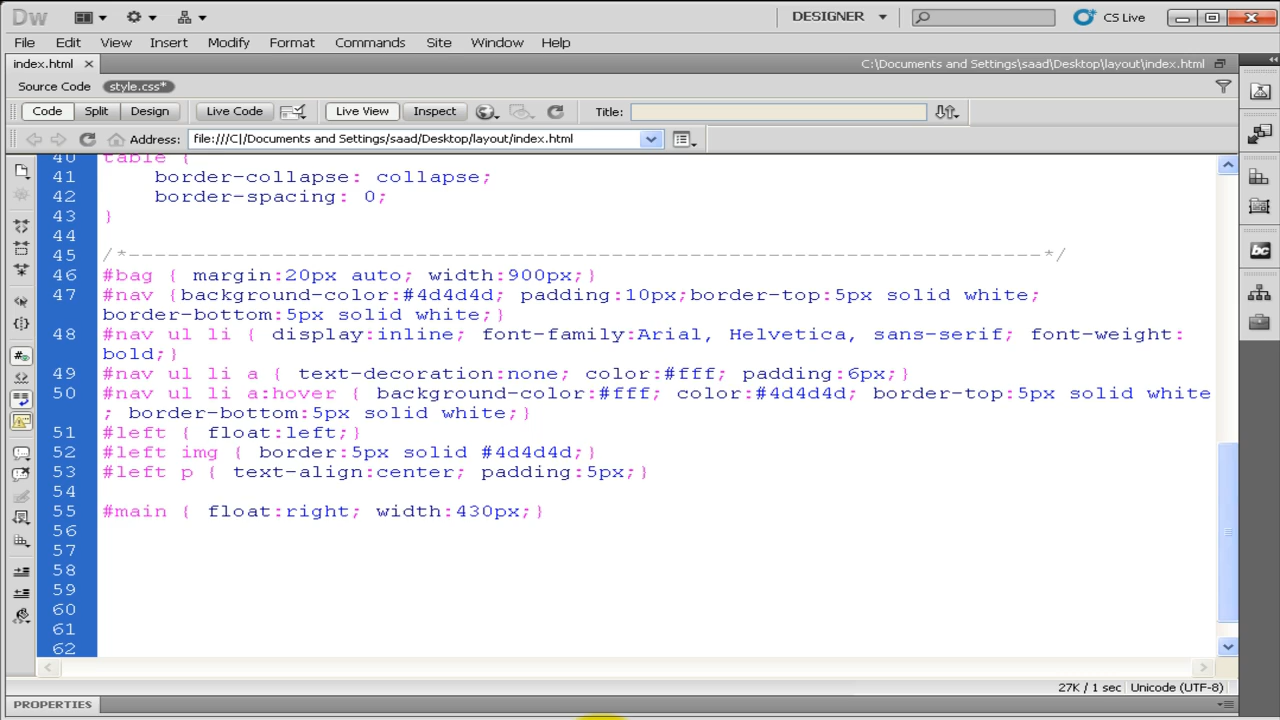 Dw DESIGNER CS Live
File Edit View Insert Modify Format Commands Site Window Help
index.html C:\Documents and Settings\saad\Desktop\layout\index.html
Source Code style.css*
Code Split Design Live Code Live View Inspect Title:
Address: file:///C|/Documents and Settings/saad/Desktop/layout/index.html
40 table {
41 border-collapse: collapse;
42 border-spacing: 0;
43 }
44
45 /*----------------------------------------------------------------------*/
46 #bag { margin:20px auto; width:900px;}
47 #nav {background-color:#4d4d4d; padding:10px;border-top:5px solid white;
border-bottom:5px solid white;}
48 #nav ul li { display:inline; font-family:Arial, Helvetica, sans-serif; font-weight:
bold;}
49 #nav ul li a { text-decoration:none; color:#fff; padding:6px;}
50 #nav ul li a:hover { background-color:#fff; color:#4d4d4d; border-top:5px solid white
; border-bottom:5px solid white;}
51 #left { float:left;}
52 #left img { border:5px solid #4d4d4d;}
53 #left p { text-align:center; padding:5px;}
54
55 #main { float:right; width:430px;}
56
57
58
59
60
61
62
27K / 1 sec Unicode (UTF-8)
PROPERTIES
bc